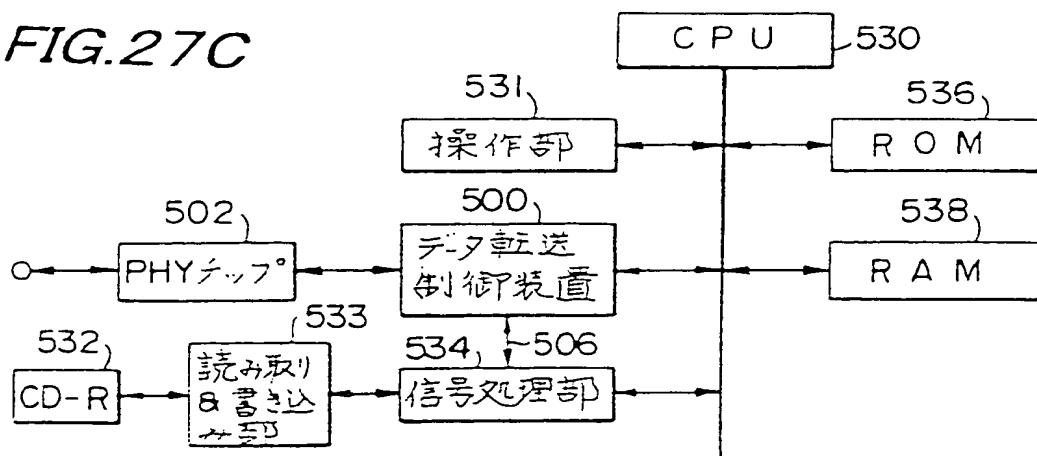 FIG.27C
CPU
530
531
操作部
536
ROM
502
PHYチップ
500
データ転送
制御装置
538
RAM
532
CD-R
533
読み取り
&書き込
み部
534
506
信号処理部